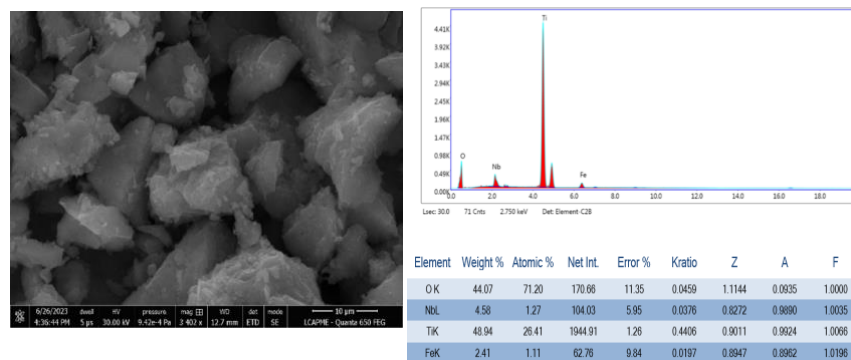 6/26/2023 dwell HV pressure mag ⊞ WD det mode 10 µm
4:36:44 PM 5 µs 30.00 kV 9.42e-4 Pa 3 402 x 12.7 mm ETD SE LCAPME - Quanta 650 FEG
Ti
4.41K
3.92K
3.43K
2.94K
2.45K
1.96K
1.47K
0.98K
0.49K
0.00K
O
Nb
Fe
0.0 2.0 4.0 6.0 8.0 10.0 12.0 14.0 16.0 18.0
Lsec: 30.0 71 Cnts 2.750 keV Det: Element-C2B
Element Weight % Atomic % Net Int. Error % Kratio Z A F
O K 44.07 71.20 170.66 11.35 0.0459 1.1144 0.0935 1.0000
NbL 4.58 1.27 104.03 5.95 0.0376 0.8272 0.9890 1.0035
TiK 48.94 26.41 1944.91 1.26 0.4406 0.9011 0.9924 1.0066
FeK 2.41 1.11 62.76 9.84 0.0197 0.8947 0.8962 1.0196